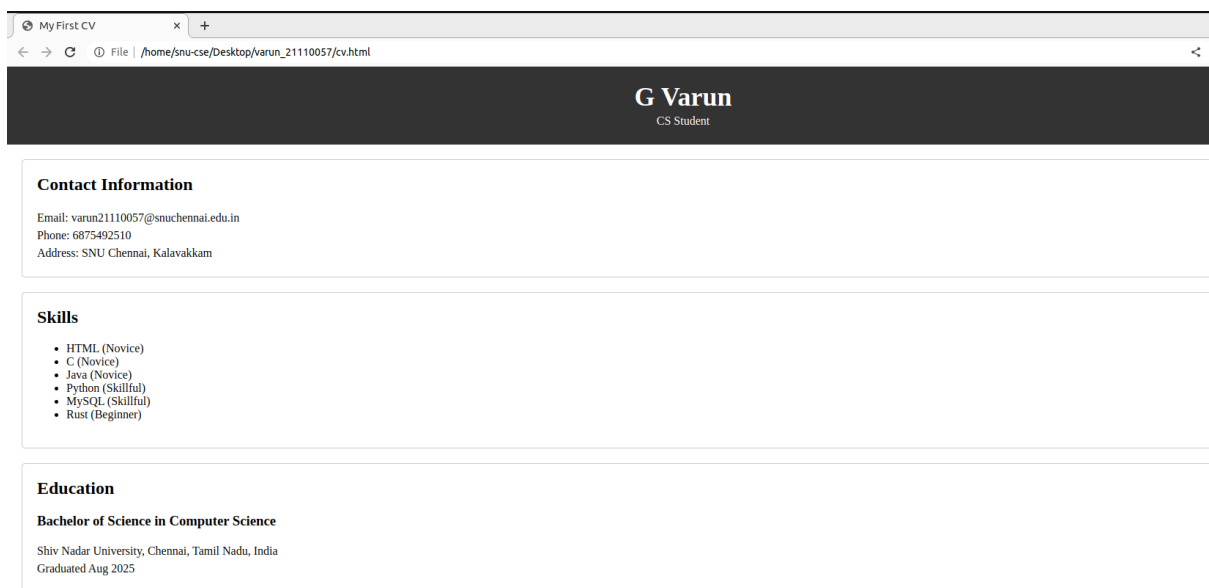 My First CV
File | /home/snu-cse/Desktop/varun_21110057/cv.html
G Varun
CS Student
Contact Information
Email: varun21110057@snuchennai.edu.in
Phone: 6875492510
Address: SNU Chennai, Kalavakkam
Skills
• HTML (Novice)
• C (Novice)
• Java (Novice)
• Python (Skillful)
• MySQL (Skillful)
• Rust (Beginner)
Education
Bachelor of Science in Computer Science
Shiv Nadar University, Chennai, Tamil Nadu, India
Graduated Aug 2025